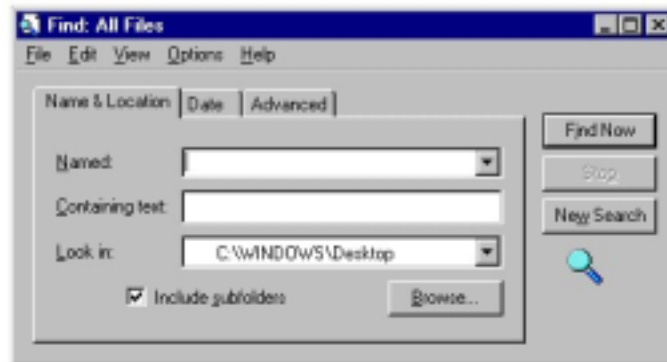 Find: All Files
File Edit View Options Help
Name & Location Date Advanced
Named:
Containing text:
Look in: C:\WINDOWS\Desktop
Include subfolders Browse...
Find Now
Stop
New Search